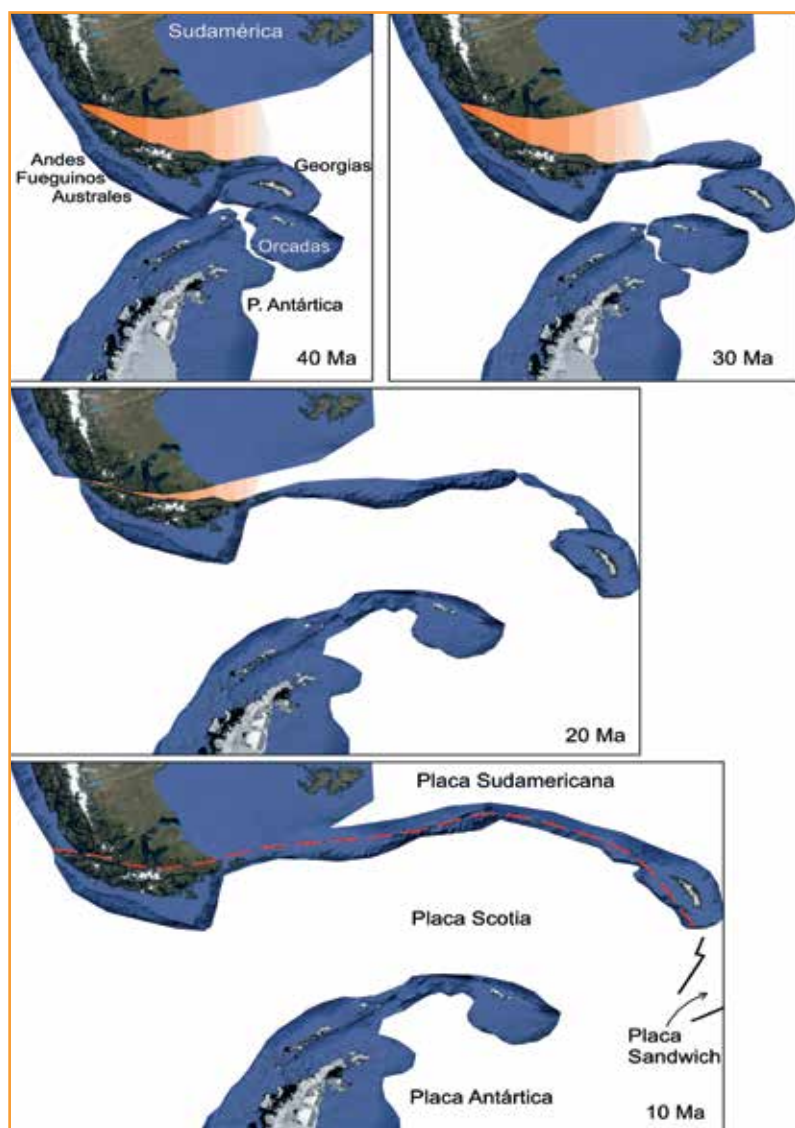 Sudamérica
Andes
Fueguinos
Australes
Georgias
Orcadas
P. Antártica
40 Ma
30 Ma
20 Ma
Placa Sudamericana
Placa Scotia
Placa
Sandwich
Placa Antártica
10 Ma